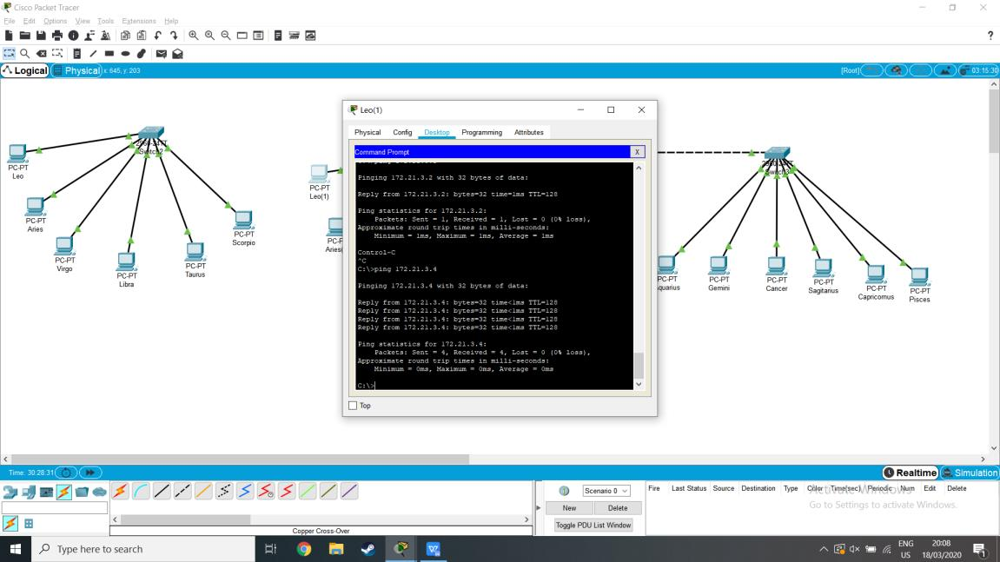 Cisco Packet Tracer
File Edit Options View Tools Extensions Help
?
Logical Physical x: 645, y: 203 [Root] 03:15:30
Leo(1)
Physical Config Desktop Programming Attributes
Command Prompt X
Pinging 172.21.3.2 with 32 bytes of data:
Reply from 172.21.3.2: bytes=32 time=1ms TTL=128
Ping statistics for 172.21.3.2:
Packets: Sent = 1, Received = 1, Lost = 0 (0% loss),
Approximate round trip times in milli-seconds:
Minimum = 1ms, Maximum = 1ms, Average = 1ms
Control-C
^C
C:\>ping 172.21.3.4
Pinging 172.21.3.4 with 32 bytes of data:
Reply from 172.21.3.4: bytes=32 time<1ms TTL=128
Reply from 172.21.3.4: bytes=32 time<1ms TTL=128
Reply from 172.21.3.4: bytes=32 time<1ms TTL=128
Reply from 172.21.3.4: bytes=32 time<1ms TTL=128
Ping statistics for 172.21.3.4:
Packets: Sent = 4, Received = 4, Lost = 0 (0% loss),
Approximate round trip times in milli-seconds:
Minimum = 0ms, Maximum = 0ms, Average = 0ms
C:\>
Top
2960-24TT
Switch2
PC-PT
Leo
PC-PT
Aries
PC-PT
Virgo
PC-PT
Libra
PC-PT
Taurus
PC-PT
Scorpio
PC-PT
Leo(1)
PC-PT
Aries(
2960-24TT
Switch3
PC-PT
quarius
PC-PT
Gemini
PC-PT
Cancer
PC-PT
Sagitarius
PC-PT
Capricornus
PC-PT
Pisces
Time: 30:28:31 Realtime Simulation
Scenario 0
New Delete
Toggle PDU List Window
Fire Last Status Source Destination Type Color Time(sec) Periodic Num Edit Delete
Activate Windows
Go to Settings to activate Windows.
Copper Cross-Over
Type here to search
ENG
US
20:08
18/03/2020
1